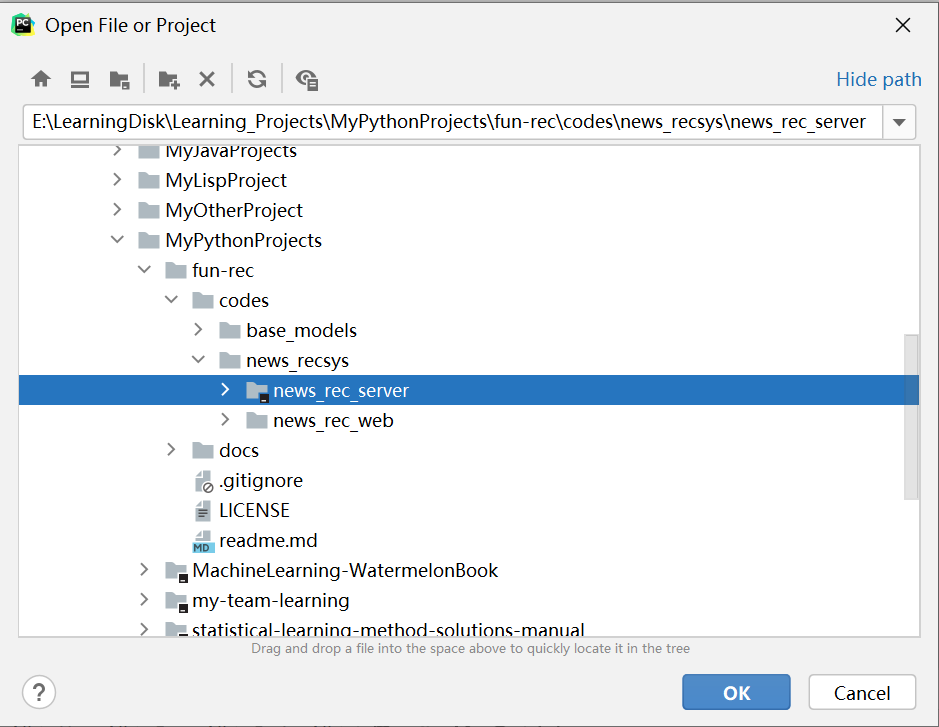 PC Open File or Project
Hide path
E:\LearningDisk\Learning_Projects\MyPythonProjects\fun-rec\codes\news_recsys\news_rec_server
MyJavaProjects
MyLispProject
MyOtherProject
MyPythonProjects
fun-rec
codes
base_models
news_recsys
news_rec_server
news_rec_web
docs
.gitignore
LICENSE
MD readme.md
MachineLearning-WatermelonBook
my-team-learning
statistical-learning-method-solutions-manual
Drag and drop a file into the space above to quickly locate it in the tree
? OK Cancel